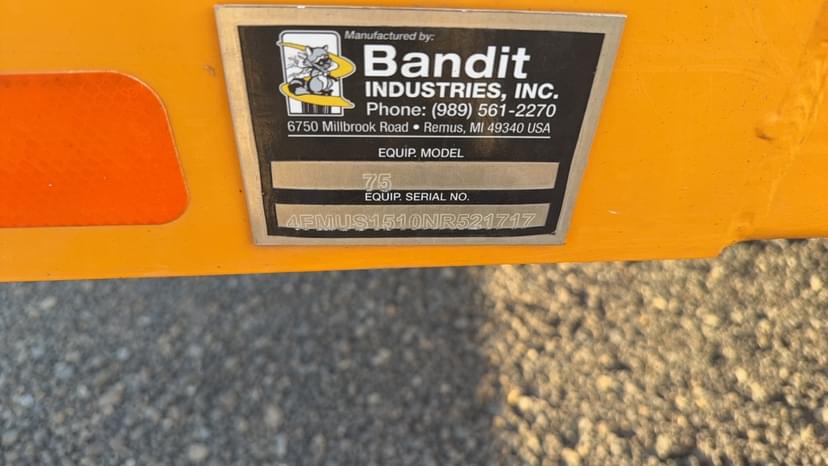 Manufactured by:
Bandit
INDUSTRIES, INC.
Phone: (989) 561-2270
6750 Millbrook Road • Remus, MI 49340 USA
EQUIP. MODEL
75
EQUIP. SERIAL NO.
4FMUS1510NR521717